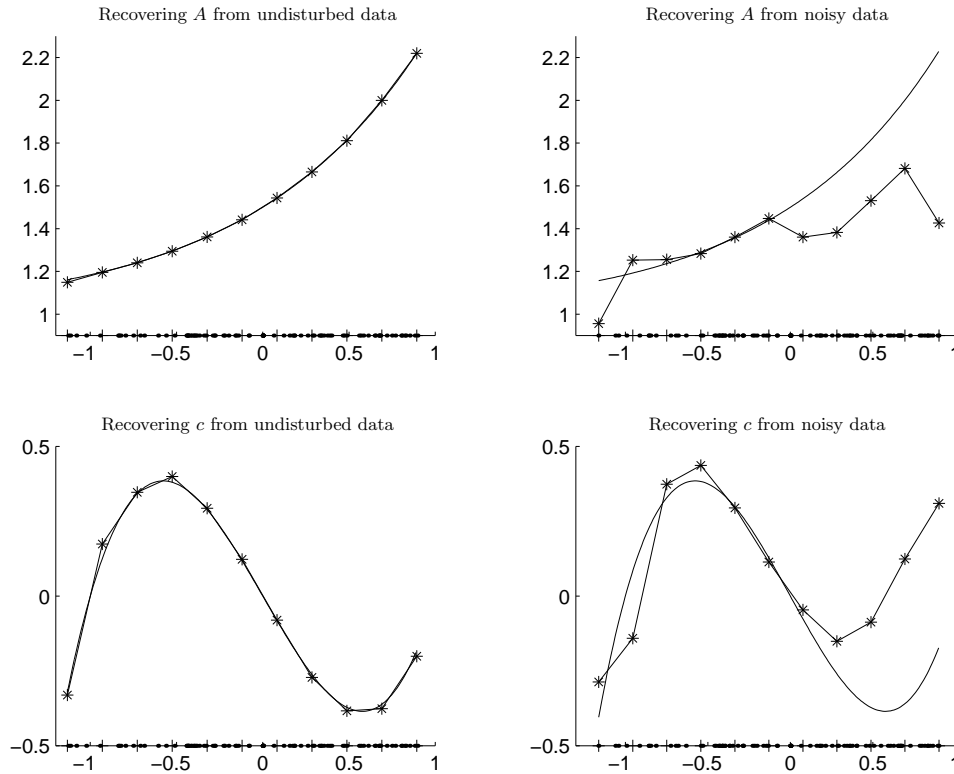 Recovering A from undisturbed data
2.2
2
1.8
1.6
1.4
1.2
1
−1 −0.5 0 0.5 1
Recovering A from noisy data
2.2
2
1.8
1.6
1.4
1.2
1
−1 −0.5 0 0.5 1
Recovering c from undisturbed data
0.5
0
−0.5
−1 −0.5 0 0.5 1
Recovering c from noisy data
0.5
0
−0.5
−1 −0.5 0 0.5 1